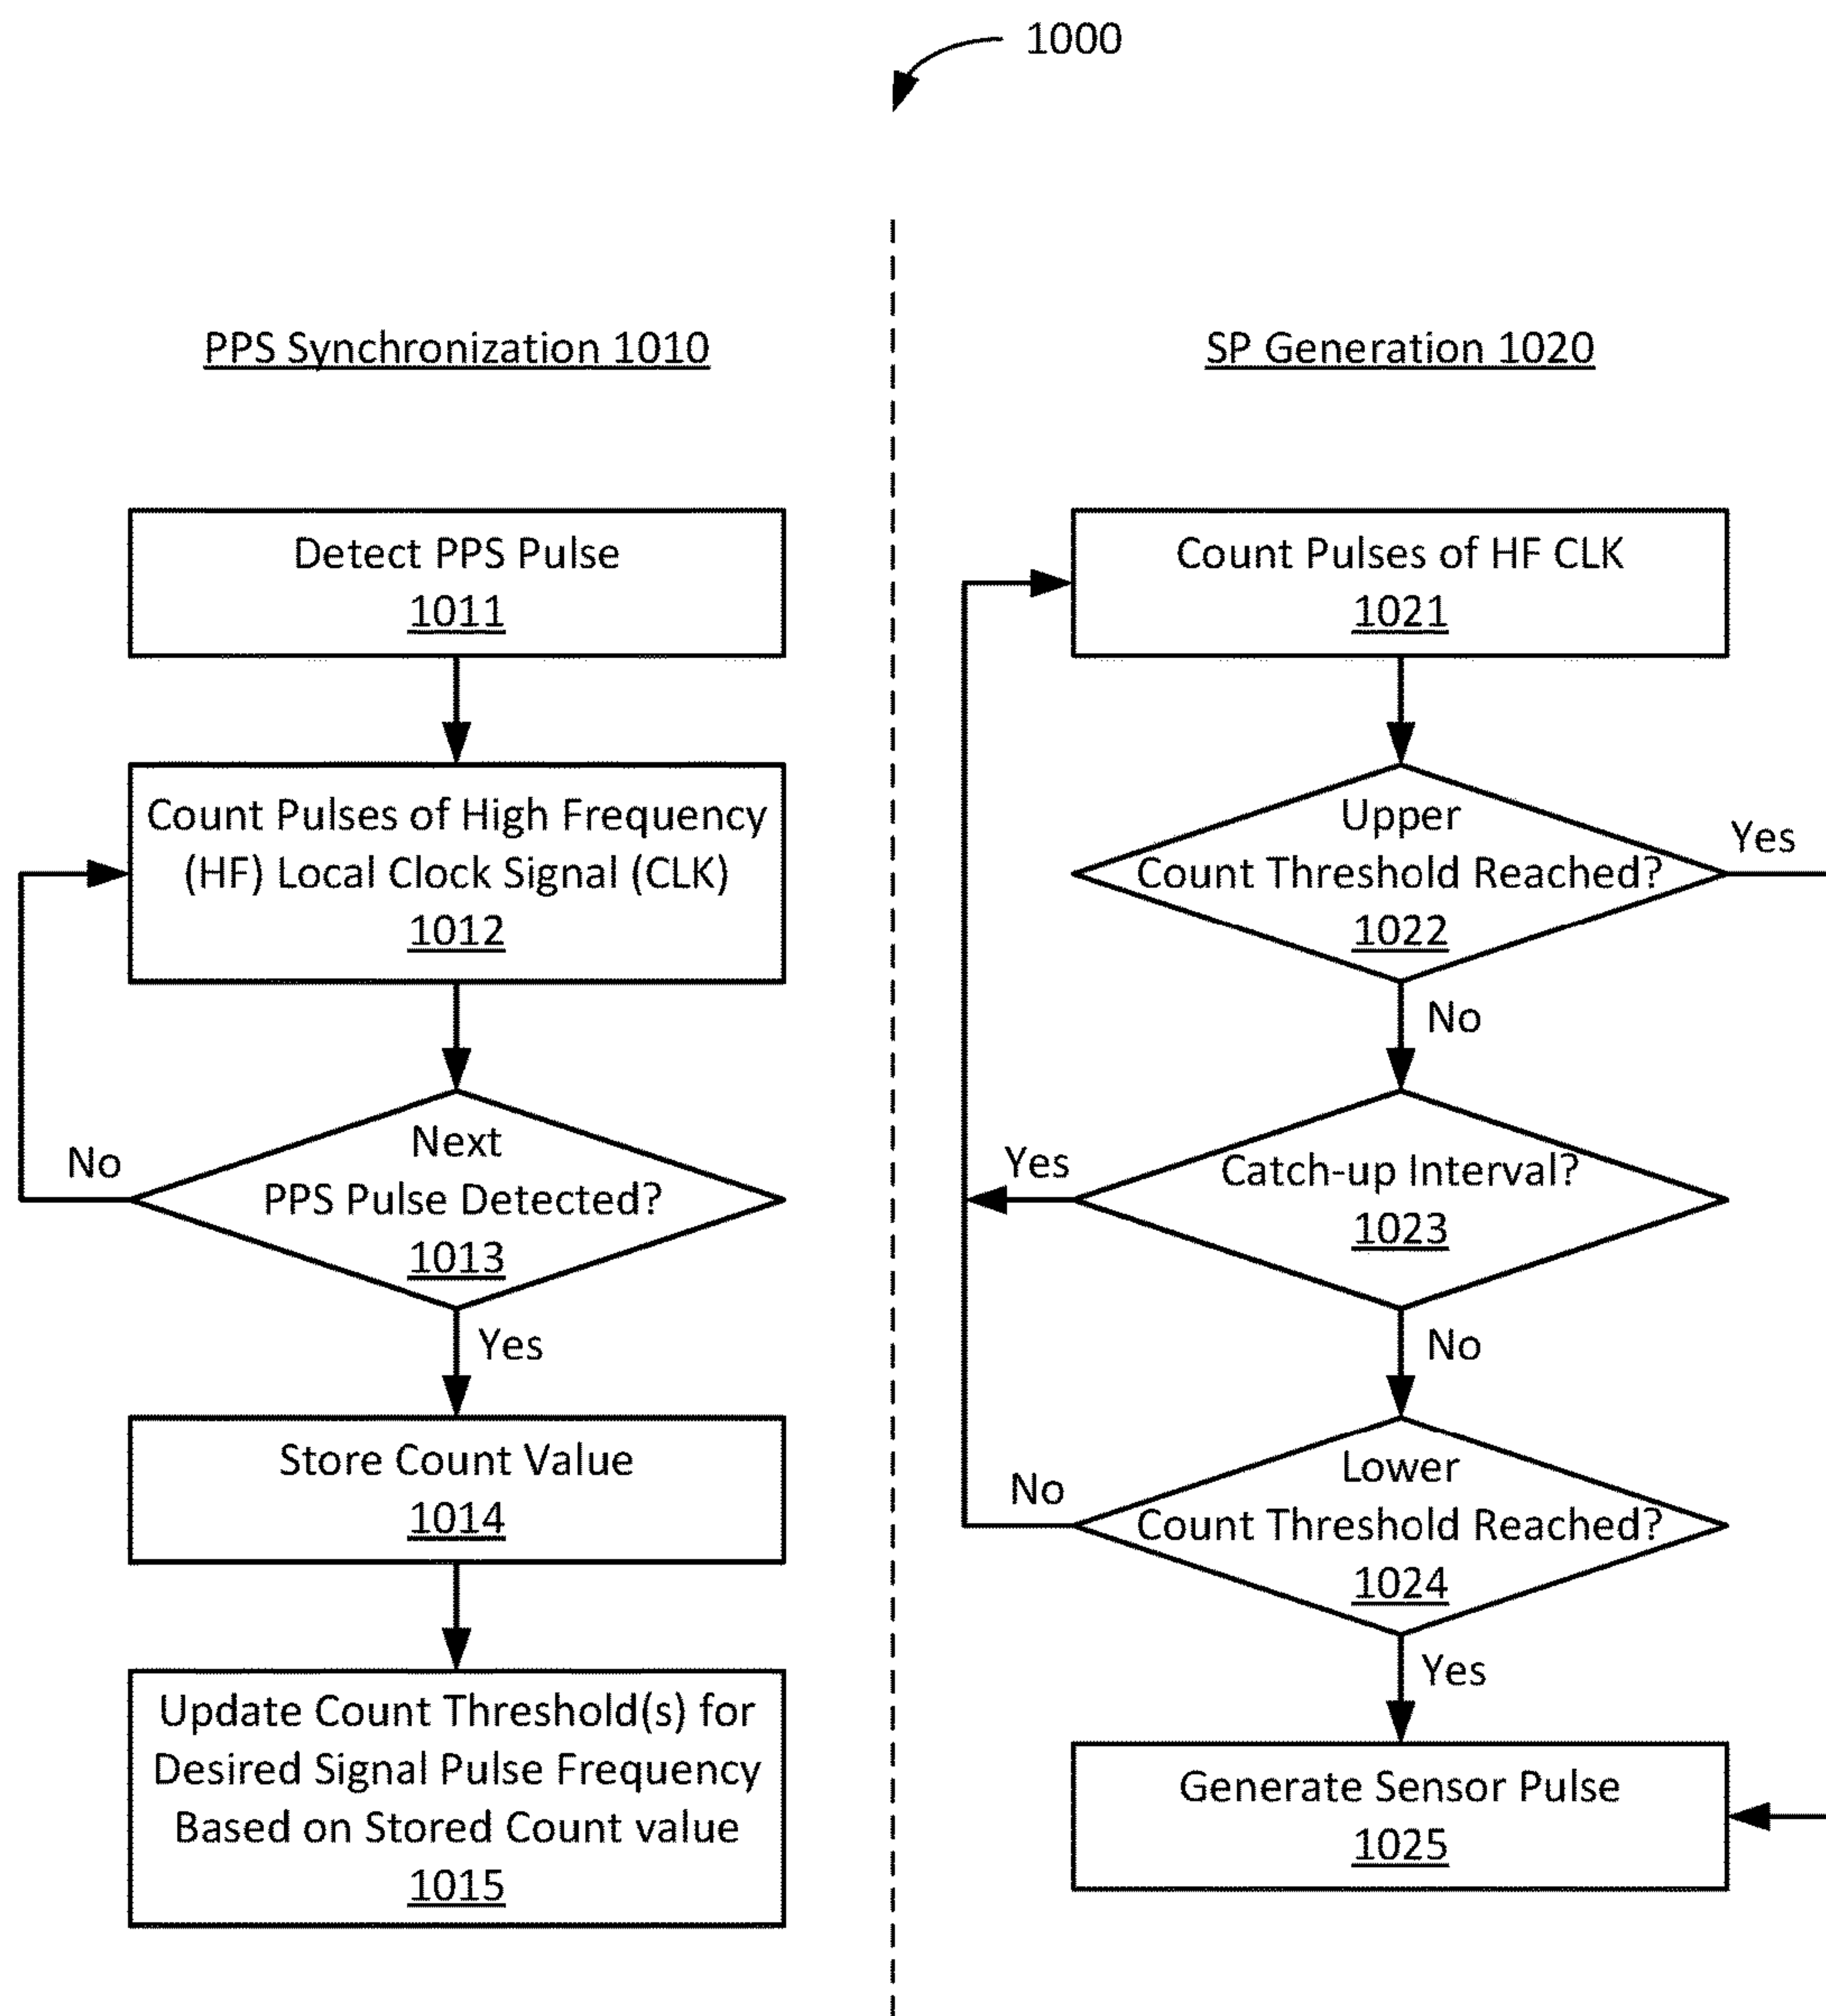 1000
PPS Synchronization 1010
Detect PPS Pulse
1011
Count Pulses of High Frequency
(HF) Local Clock Signal (CLK)
1012
Next
PPS Pulse Detected?
1013
No
Yes
Store Count Value
1014
Update Count Threshold(s) for
Desired Signal Pulse Frequency
Based on Stored Count value
1015
SP Generation 1020
Count Pulses of HF CLK
1021
Upper
Count Threshold Reached?
1022
Yes
No
Catch-up Interval?
1023
Yes
No
Lower
Count Threshold Reached?
1024
No
Yes
Generate Sensor Pulse
1025